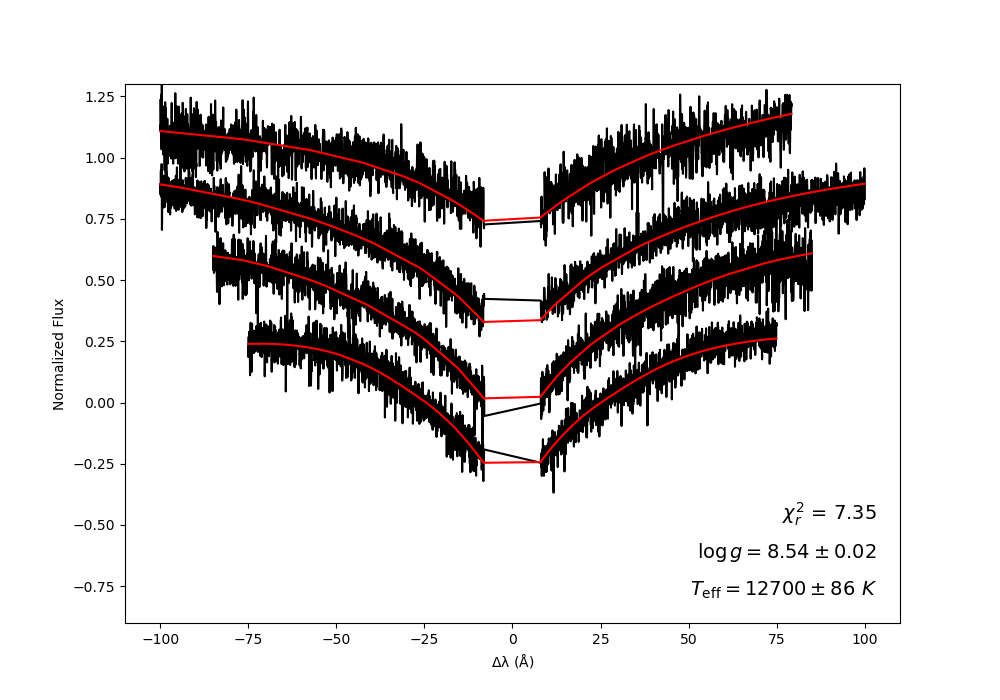 1.25
1.00
0.75
0.50
0.25
0.00
−0.25
−0.50
−0.75
Normalized Flux
χ²ᵣ = 7.35
log g = 8.54 ± 0.02
T_eff = 12700 ± 86 K
−100 −75 −50 −25 0 25 50 75 100
Δλ (Å)